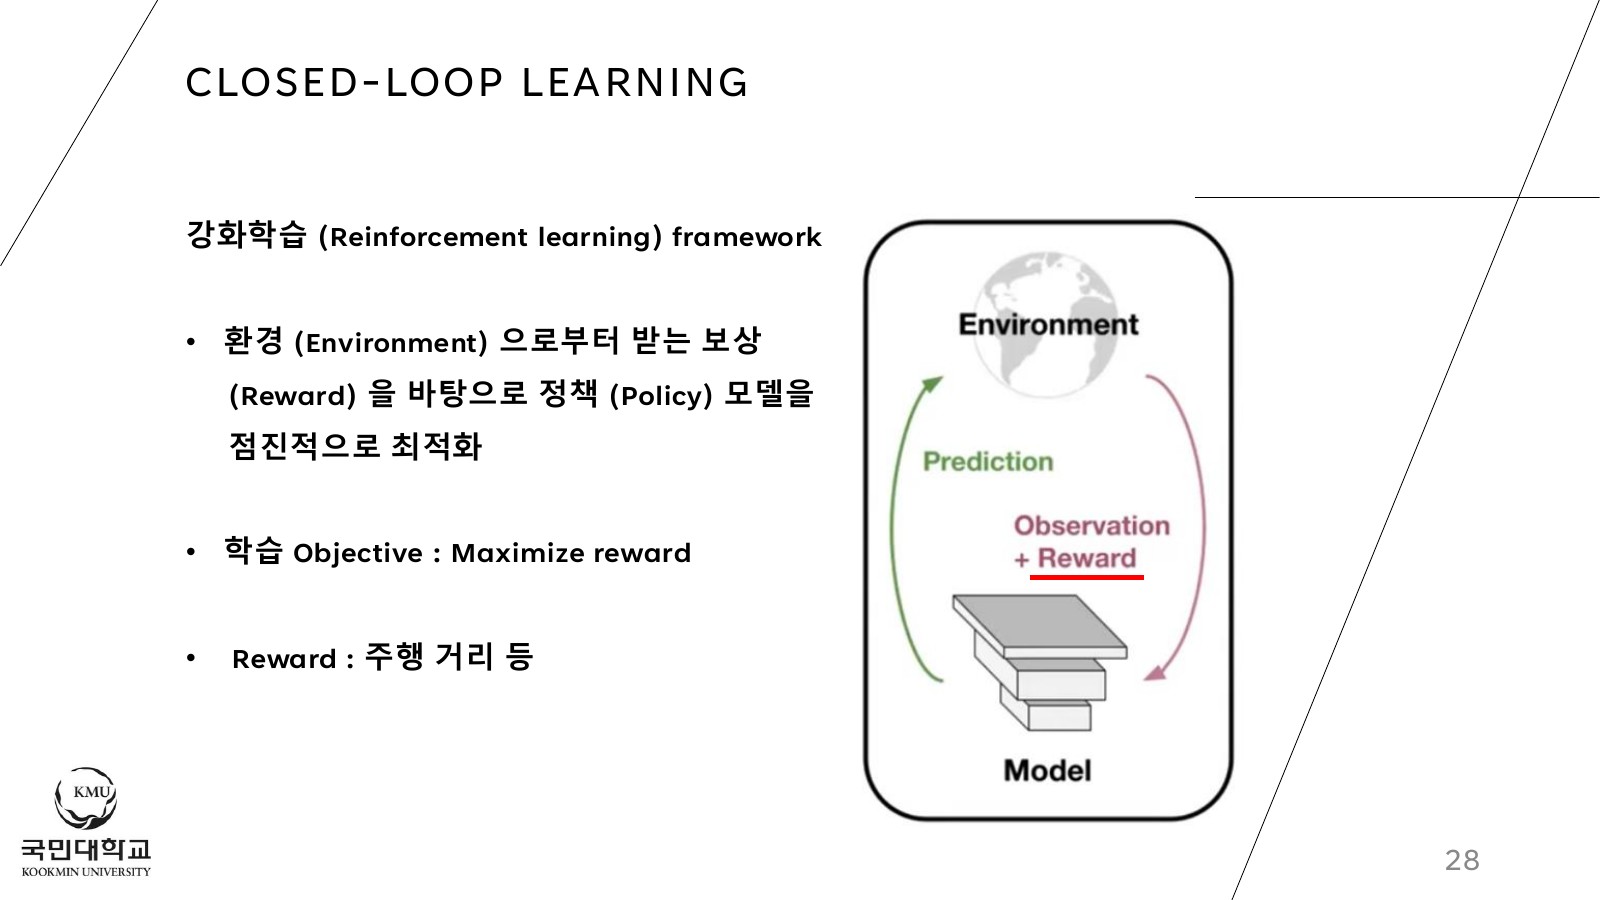 CLOSED-LOOP LEARNING
강화학습 (Reinforcement learning) framework
• 환경 (Environment) 으로부터 받는 보상
(Reward) 을 바탕으로 정책 (Policy) 모델을
점진적으로 최적화
• 학습 Objective : Maximize reward
• Reward : 주행 거리 등
Environment
Prediction
Observation
+ Reward
Model
KMU
국민대학교
KOOKMIN UNIVERSITY
28